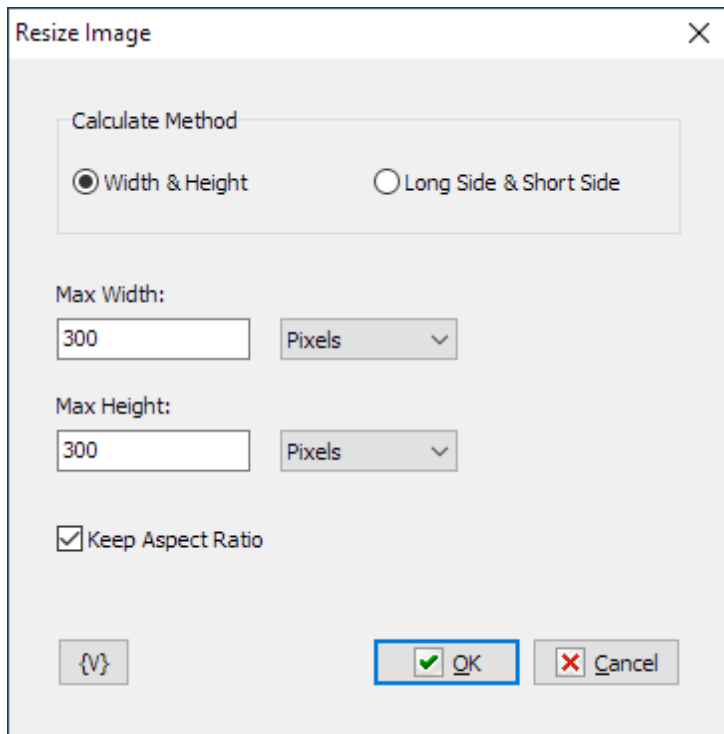 Resize Image
Calculate Method
Width & Height Long Side & Short Side
Max Width:
300 Pixels
Max Height:
300 Pixels
Keep Aspect Ratio
{V} OK Cancel